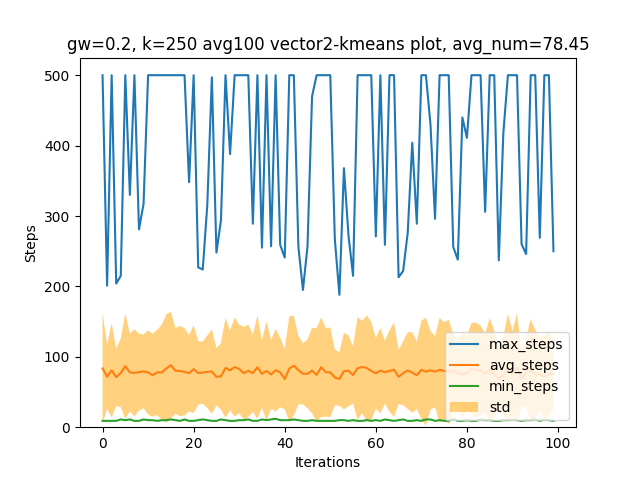 gw=0.2, k=250 avg100 vector2-kmeans plot, avg_num=78.45
500
400
300
200
100
0
Steps
max_steps
avg_steps
min_steps
std
0 20 40 60 80 100
Iterations